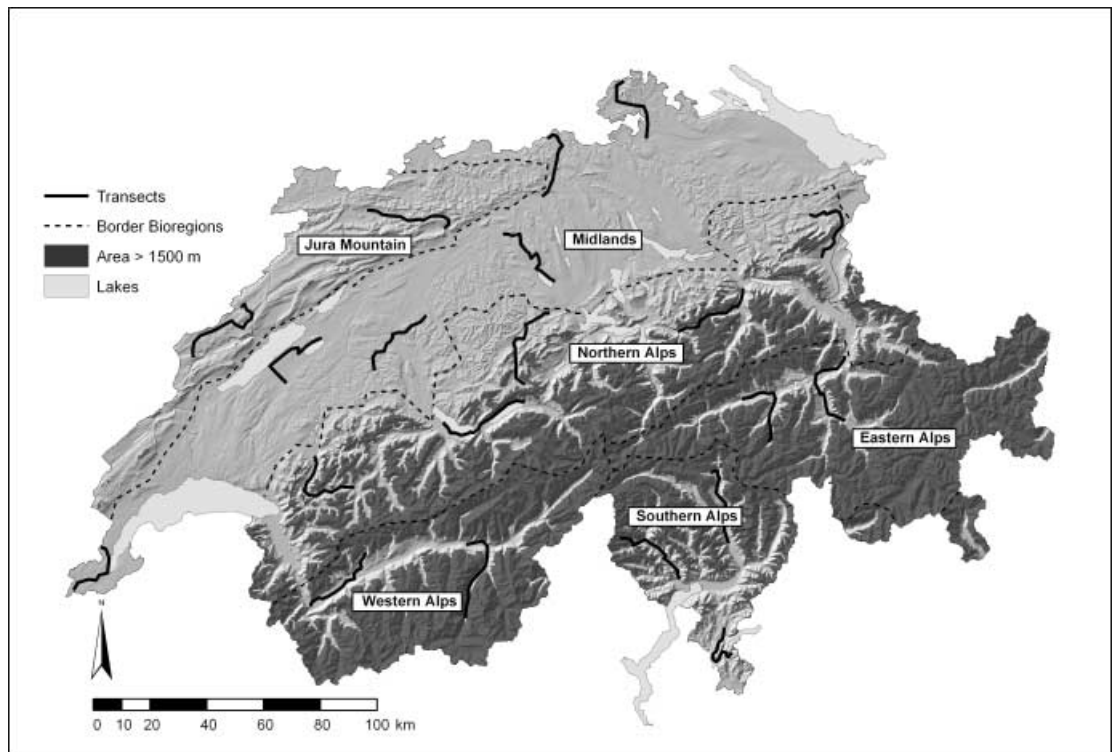 Transects
Border Bioregions
Area > 1500 m
Lakes
Jura Mountain
Midlands
Northern Alps
Eastern Alps
Southern Alps
Western Alps
N
0 10 20 40 60 80 100 km